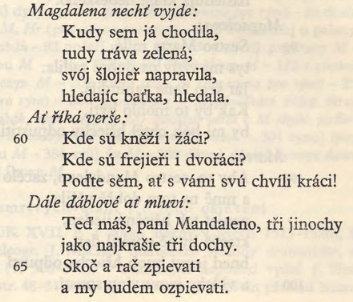 Magdalena nechť vyjde:
Kudy sem já chodila,
tudy tráva zelená;
svój šlojieř napravila,
hledajíc baťka, hledala.
Ať říká verše:
60 Kde sú kněží i žáci?
Kde sú frejieři i dvořáci?
Poďte sěm, ať s vámi svú chvíli kráci!
Dále ďáblové ať mluví:
Teď máš, paní Mandaleno, tři jinochy
jako najkrašie tři dochy.
65 Skoč a rač zpievati
a my budem ozpievati.